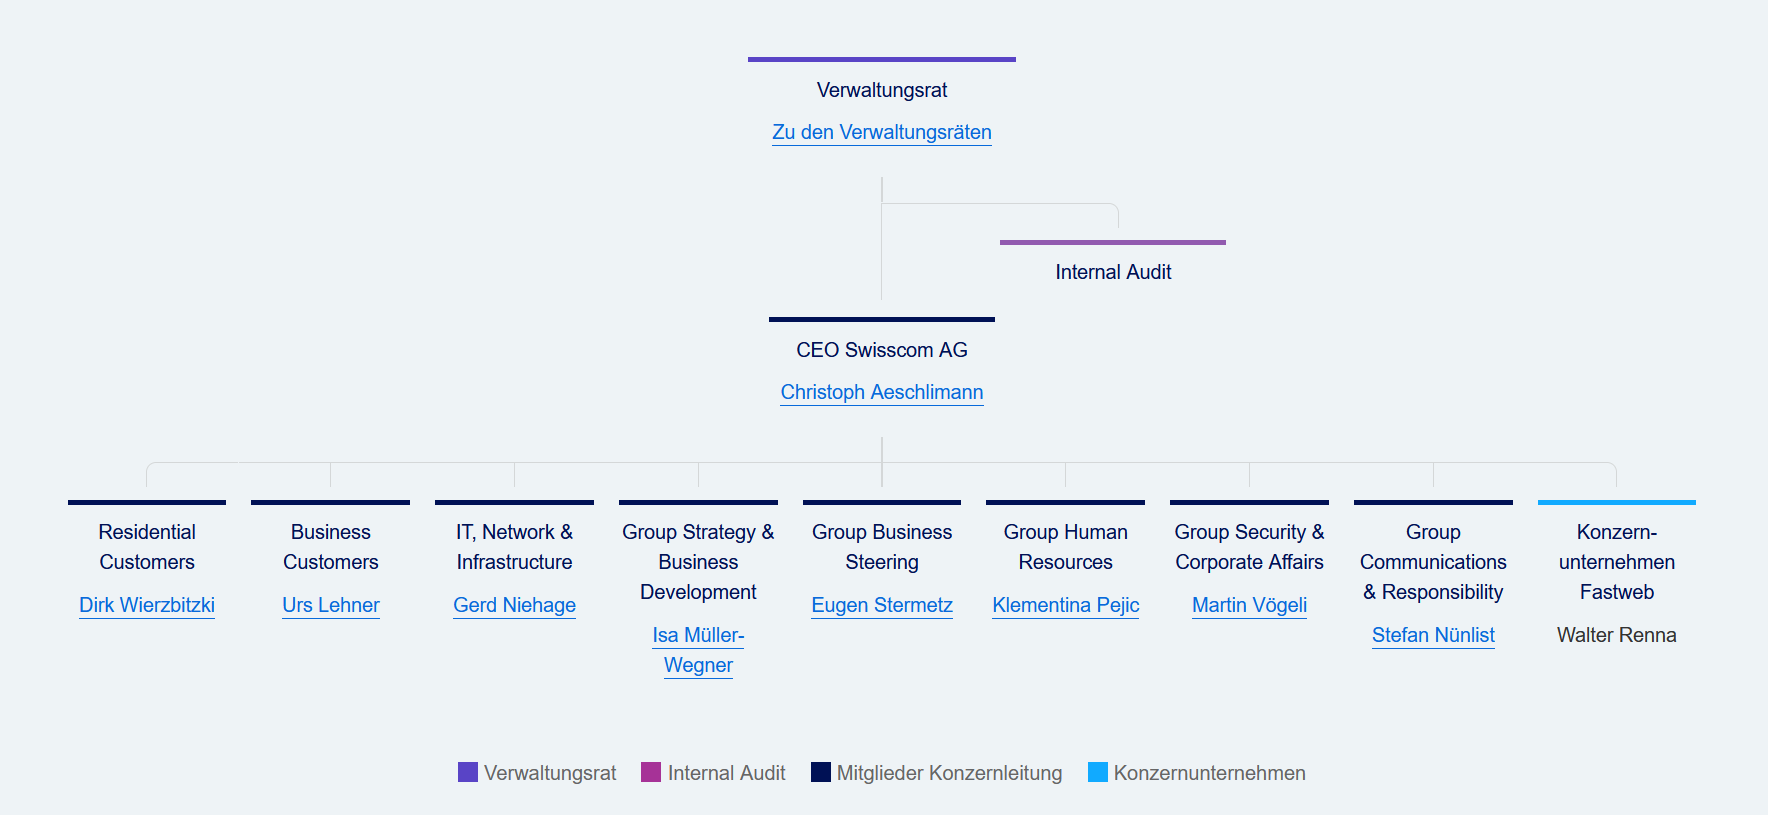 Verwaltungsrat
Zu den Verwaltungsräten
Internal Audit
CEO Swisscom AG
Christoph Aeschlimann
Residential
Customers
Dirk Wierzbitzki
Business
Customers
Urs Lehner
IT, Network &
Infrastructure
Gerd Niehage
Group Strategy &
Business
Development
Isa Müller-
Wegner
Group Business
Steering
Eugen Stermetz
Group Human
Resources
Klementina Pejic
Group Security &
Corporate Affairs
Martin Vögeli
Group
Communications
& Responsibility
Stefan Nünlist
Konzern-
unternehmen
Fastweb
Walter Renna
Verwaltungsrat
Internal Audit
Mitglieder Konzernleitung
Konzernunternehmen